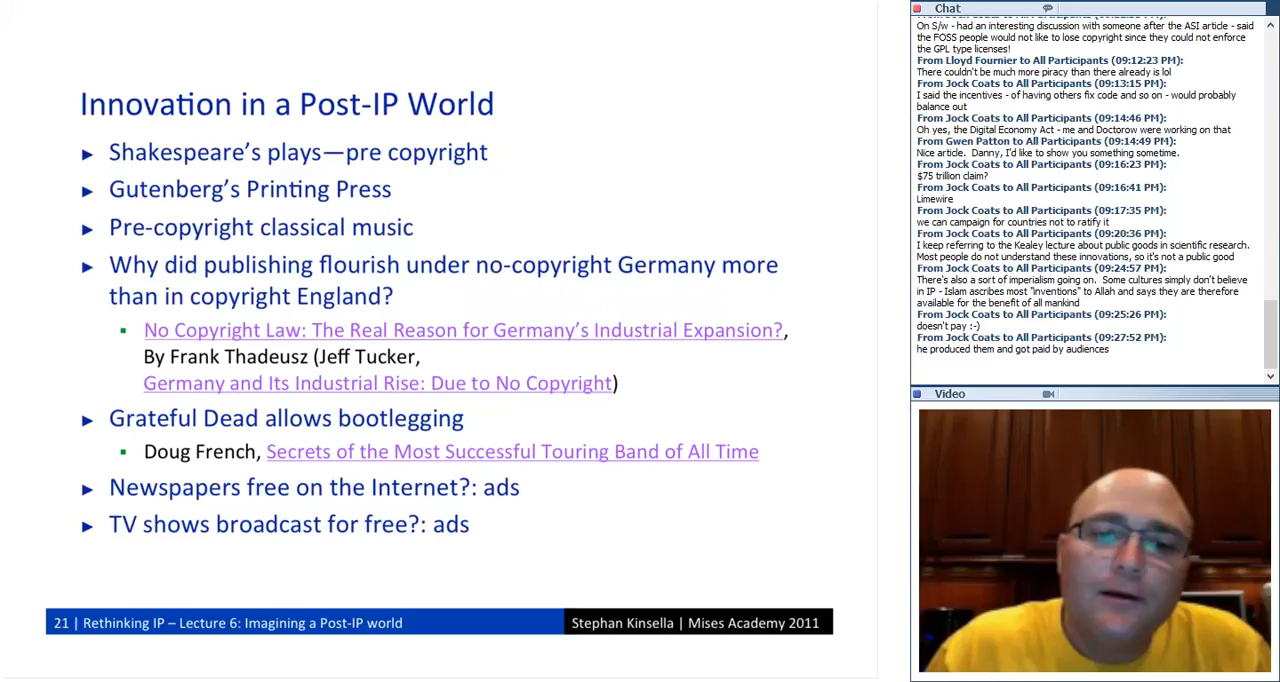 Innovation in a Post-IP World
► Shakespeare's plays—pre copyright
► Gutenberg's Printing Press
► Pre-copyright classical music
► Why did publishing flourish under no-copyright Germany more
than in copyright England?
▪ No Copyright Law: The Real Reason for Germany's Industrial Expansion?,
By Frank Thadeusz (Jeff Tucker,
Germany and Its Industrial Rise: Due to No Copyright)
► Grateful Dead allows bootlegging
▪ Doug French, Secrets of the Most Successful Touring Band of All Time
► Newspapers free on the Internet?: ads
► TV shows broadcast for free?: ads
21 | Rethinking IP – Lecture 6: Imagining a Post-IP world
Stephan Kinsella | Mises Academy 2011
Chat
On S/w - had an interesting discussion with someone after the ASI article - said
the FOSS people would not like to lose copyright since they could not enforce
the GPL type licenses!
From Lloyd Fournier to All Participants (09:12:23 PM):
There couldn't be much more piracy than there already is lol
From Jock Coats to All Participants (09:13:15 PM):
I said the incentives - of having others fix code and so on - would probably
balance out
From Jock Coats to All Participants (09:14:46 PM):
Oh yes, the Digital Economy Act - me and Doctorow were working on that
From Gwen Patton to All Participants (09:14:49 PM):
Nice article. Danny, I'd like to show you something sometime.
From Jock Coats to All Participants (09:16:23 PM):
$75 trillion claim?
From Jock Coats to All Participants (09:16:41 PM):
Limewire
From Jock Coats to All Participants (09:17:35 PM):
we can campaign for countries not to ratify it
From Jock Coats to All Participants (09:20:36 PM):
I keep referring to the Kealey lecture about public goods in scientific research.
Most people do not understand these innovations, so it's not a public good
From Jock Coats to All Participants (09:24:57 PM):
There's also a sort of imperialism going on. Some cultures simply don't believe
in IP - Islam ascribes most "inventions" to Allah and says they are therefore
available for the benefit of all mankind
From Jock Coats to All Participants (09:25:26 PM):
doesn't pay :-)
From Jock Coats to All Participants (09:27:52 PM):
he produced them and got paid by audiences
Video